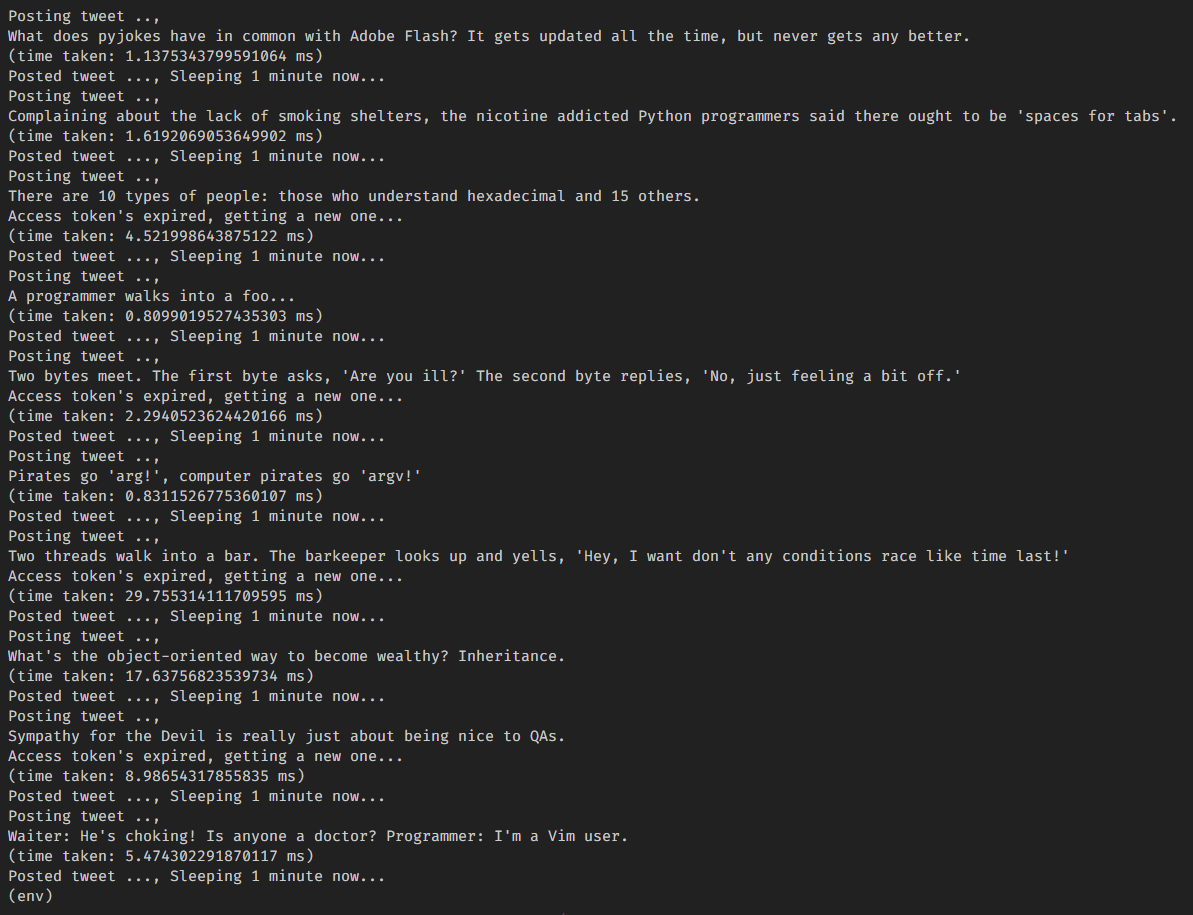 Posting tweet ..,
What does pyjokes have in common with Adobe Flash? It gets updated all the time, but never gets any better.
(time taken: 1.1375343799591064 ms)
Posted tweet ..., Sleeping 1 minute now...
Posting tweet ..,
Complaining about the lack of smoking shelters, the nicotine addicted Python programmers said there ought to be 'spaces for tabs'.
(time taken: 1.6192069053649902 ms)
Posted tweet ..., Sleeping 1 minute now...
Posting tweet ..,
There are 10 types of people: those who understand hexadecimal and 15 others.
Access token's expired, getting a new one...
(time taken: 4.521998643875122 ms)
Posted tweet ..., Sleeping 1 minute now...
Posting tweet ..,
A programmer walks into a foo...
(time taken: 0.8099019527435303 ms)
Posted tweet ..., Sleeping 1 minute now...
Posting tweet ..,
Two bytes meet. The first byte asks, 'Are you ill?' The second byte replies, 'No, just feeling a bit off.'
Access token's expired, getting a new one...
(time taken: 2.2940523624420166 ms)
Posted tweet ..., Sleeping 1 minute now...
Posting tweet ..,
Pirates go 'arg!', computer pirates go 'argv!'
(time taken: 0.8311526775360107 ms)
Posted tweet ..., Sleeping 1 minute now...
Posting tweet ..,
Two threads walk into a bar. The barkeeper looks up and yells, 'Hey, I want don't any conditions race like time last!'
Access token's expired, getting a new one...
(time taken: 29.755314111709595 ms)
Posted tweet ..., Sleeping 1 minute now...
Posting tweet ..,
What's the object-oriented way to become wealthy? Inheritance.
(time taken: 17.63756823539734 ms)
Posted tweet ..., Sleeping 1 minute now...
Posting tweet ..,
Sympathy for the Devil is really just about being nice to QAs.
Access token's expired, getting a new one...
(time taken: 8.98654317855835 ms)
Posted tweet ..., Sleeping 1 minute now...
Posting tweet ..,
Waiter: He's choking! Is anyone a doctor? Programmer: I'm a Vim user.
(time taken: 5.474302291870117 ms)
Posted tweet ..., Sleeping 1 minute now...
(env)